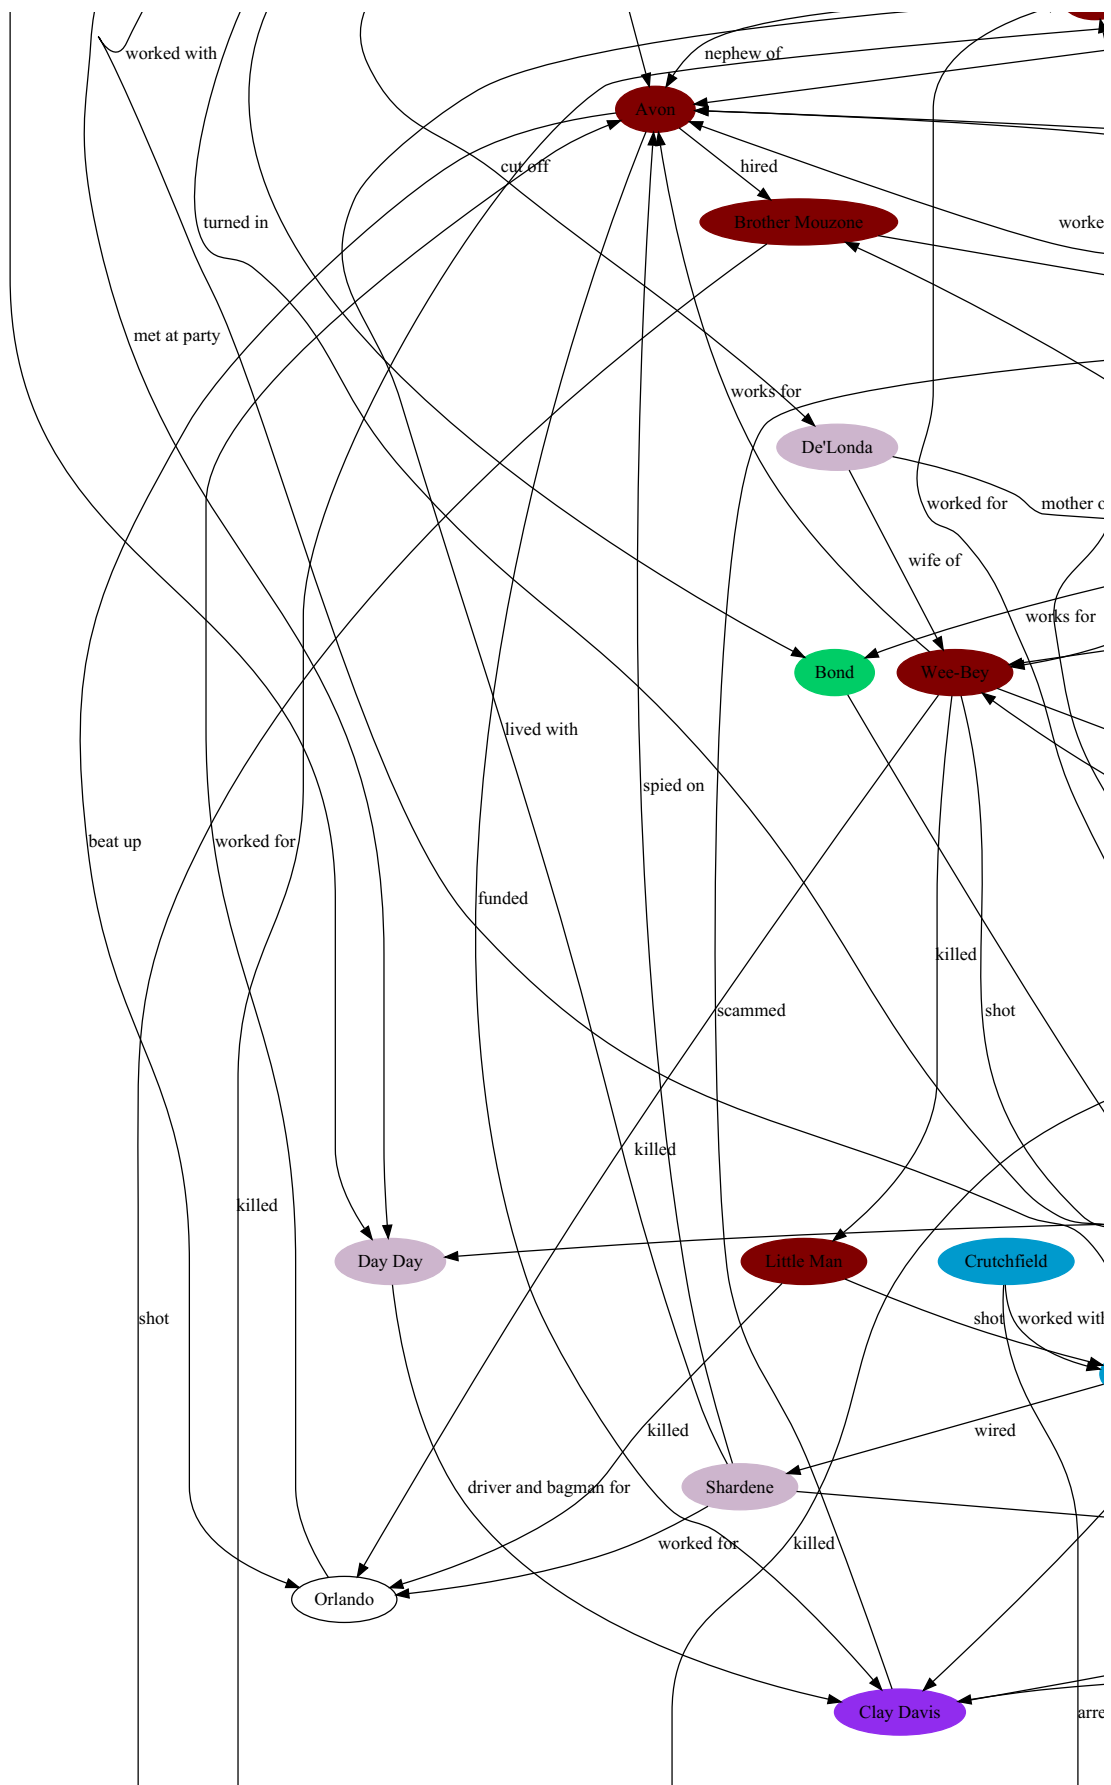 worked with
nephew of
Avon
cut off
hired
turned in
Brother Mouzone
worke
met at party
works for
De'Londa
worked for
mother o
wife of
works for
Bond
Wee-Bey
lived with
spied on
beat up
worked for
funded
killed
scammed
shot
killed
killed
Day Day
Little Man
Crutchfield
shot
shot
worked with
killed
wired
driver and bagman for
Shardene
worked for
killed
Orlando
Clay Davis
arre